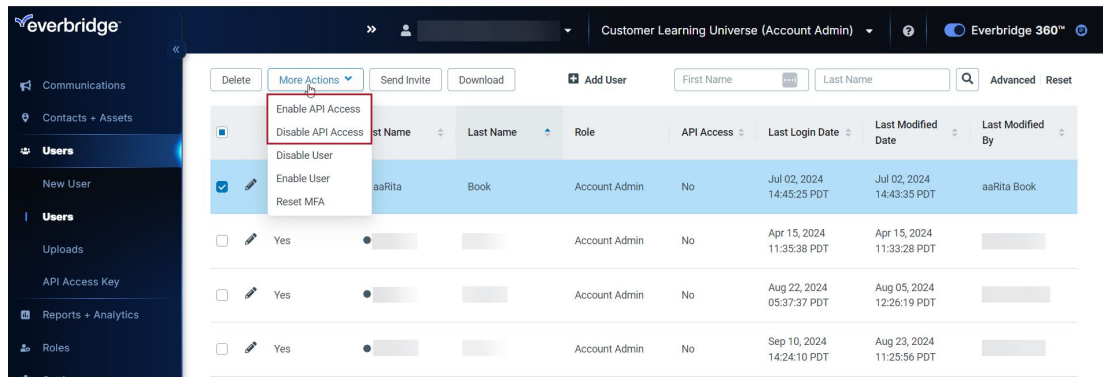 everbridge™
Customer Learning Universe (Account Admin)
Everbridge 360™
Communications
Contacts + Assets
Users
New User
Users
Uploads
API Access Key
Reports + Analytics
Roles
Delete
More Actions
Send Invite
Download
Add User
First Name
Last Name
Advanced
Reset
Enable API Access
Disable API Access
Disable User
Enable User
Reset MFA
st Name
Last Name
Role
API Access
Last Login Date
Last Modified
Date
Last Modified
By
aaRita
Book
Account Admin
No
Jul 02, 2024
14:45:25 PDT
Jul 02, 2024
14:43:35 PDT
aaRita Book
Yes
Account Admin
No
Apr 15, 2024
11:35:38 PDT
Apr 15, 2024
11:33:28 PDT
Yes
Account Admin
No
Aug 22, 2024
05:37:37 PDT
Aug 05, 2024
12:26:19 PDT
Yes
Account Admin
No
Sep 10, 2024
14:24:10 PDT
Aug 23, 2024
11:25:56 PDT